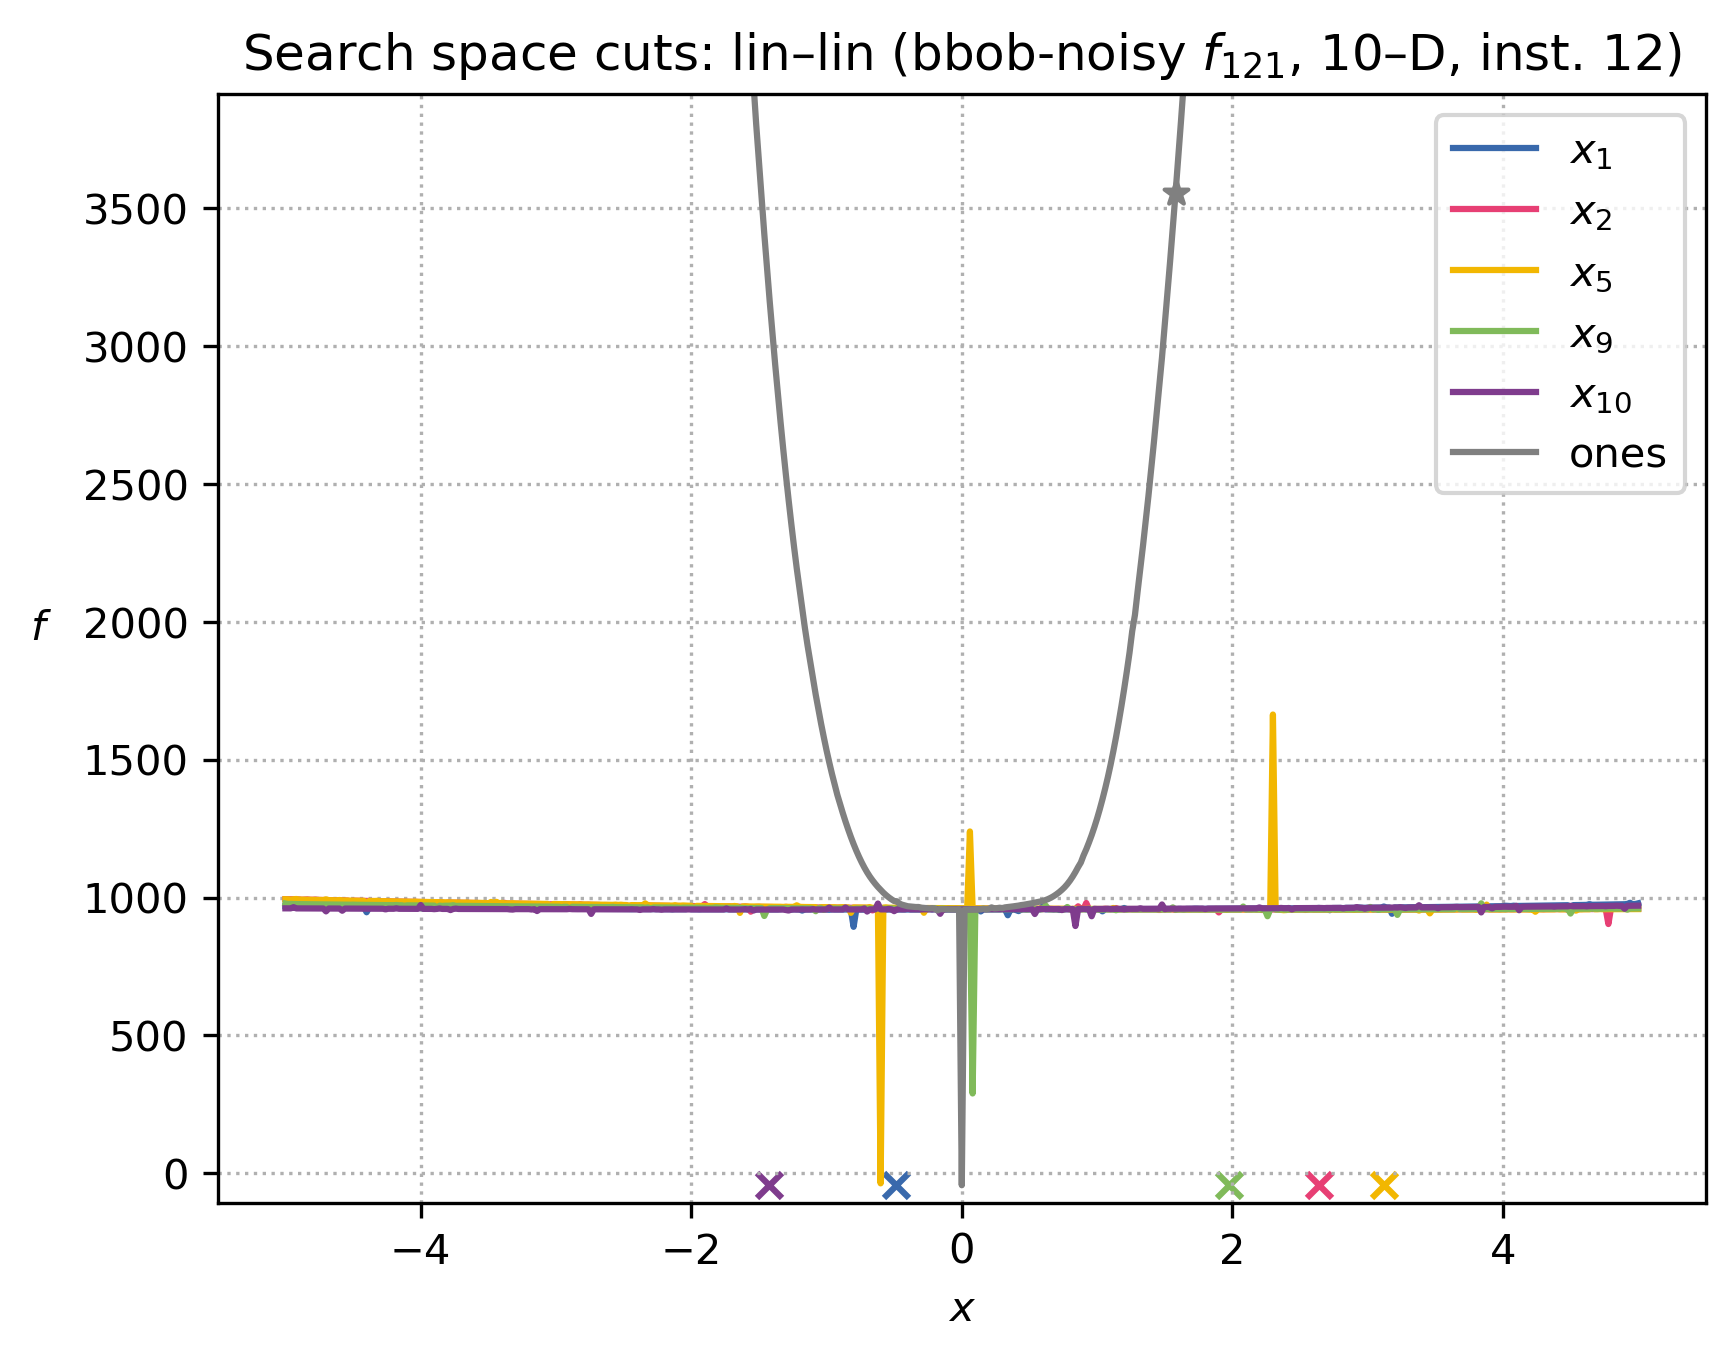 Search space cuts: lin–lin (bbob-noisy f₁₂₁, 10–D, inst. 12)
x₁
x₂
x₅
x₉
x₁₀
ones
3500
3000
2500
2000
1500
1000
500
0
f
−4
−2
0
2
4
x